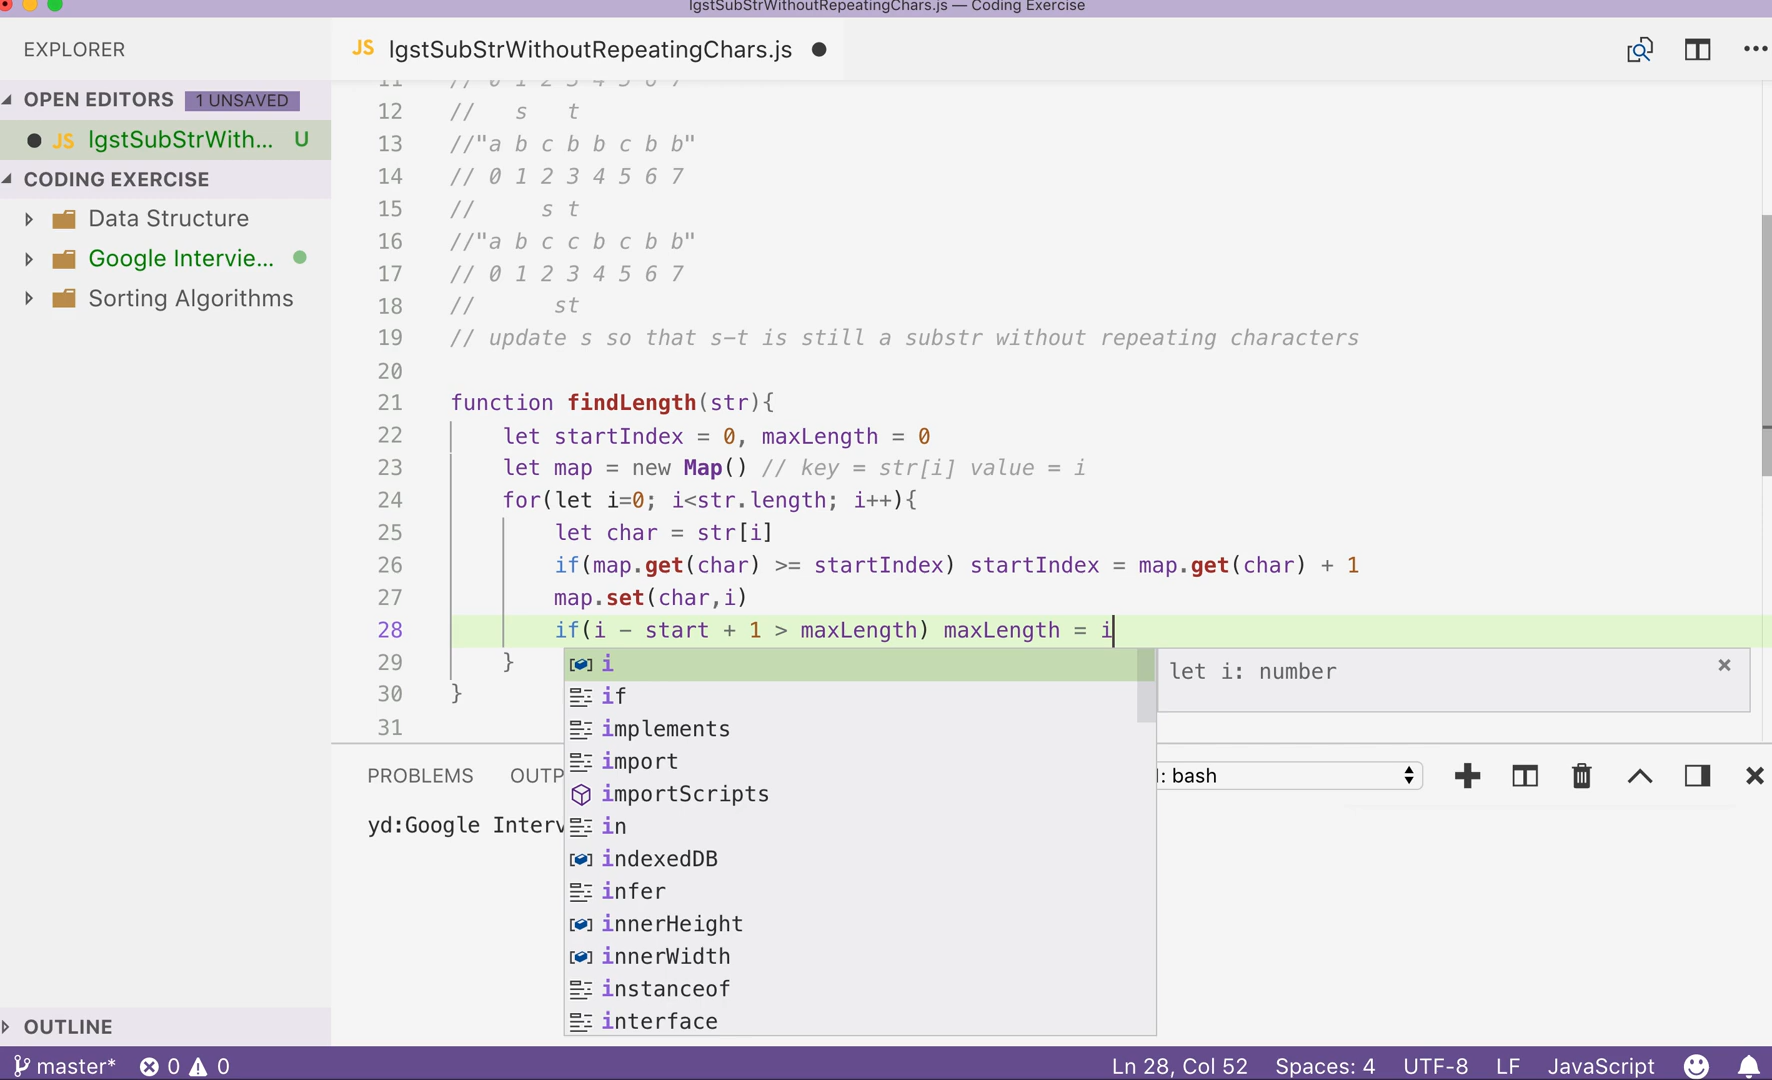 lgstSubStrWithoutRepeatingChars.js — Coding Exercise
EXPLORER
JS lgstSubStrWithoutRepeatingChars.js
OPEN EDITORS 1 UNSAVED
JS lgstSubStrWith... U
CODING EXERCISE
Data Structure
Google Intervie...
Sorting Algorithms
OUTLINE
11 // 0 1 2 3 4 5 6 7
12 // s t
13 //"a b c b b c b b"
14 // 0 1 2 3 4 5 6 7
15 // s t
16 //"a b c c b c b b"
17 // 0 1 2 3 4 5 6 7
18 // st
19 // update s so that s-t is still a substr without repeating characters
20
21 function findLength(str){
22 let startIndex = 0, maxLength = 0
23 let map = new Map() // key = str[i] value = i
24 for(let i=0; i<str.length; i++){
25 let char = str[i]
26 if(map.get(char) >= startIndex) startIndex = map.get(char) + 1
27 map.set(char,i)
28 if(i - start + 1 > maxLength) maxLength = i
29 }
30 }
31
i
if
implements
import
importScripts
in
indexedDB
infer
innerHeight
innerWidth
instanceof
interface
let i: number
PROBLEMS OUTP : bash
yd:Google Interv
master* 0 0 Ln 28, Col 52 Spaces: 4 UTF-8 LF JavaScript